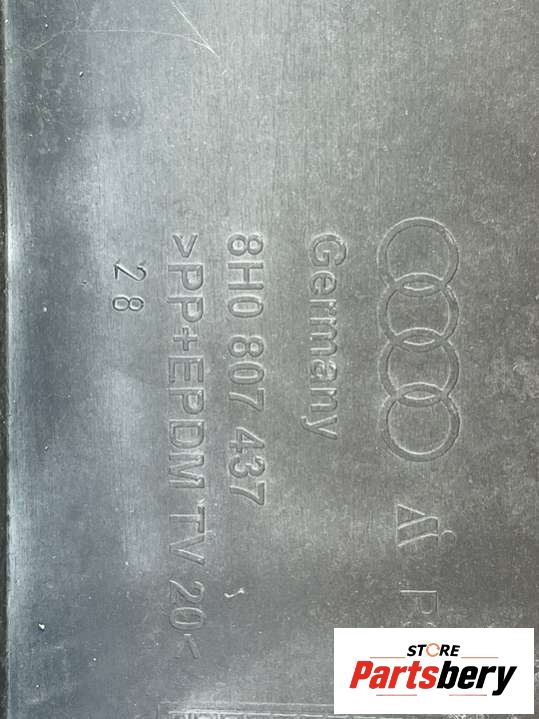 Germany
8H0 807 437
>PP+EPDM TV 20<
28
STORE
Partsbery